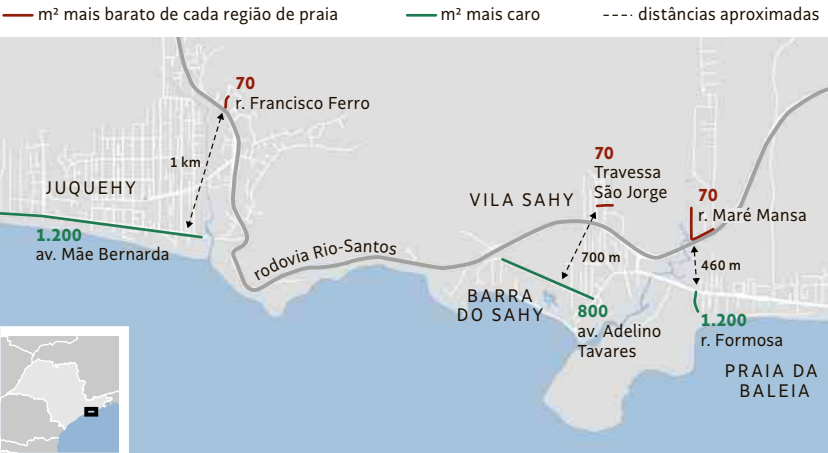 m² mais barato de cada região de praia
m² mais caro
distâncias aproximadas
70
r. Francisco Ferro
1 km
JUQUEHY
1.200
av. Mãe Bernarda
rodovia Rio-Santos
VILA SAHY
70
Travessa
São Jorge
70
r. Maré Mansa
700 m
460 m
BARRA
DO SAHY
800
av. Adelino
Tavares
1.200
r. Formosa
PRAIA DA
BALEIA